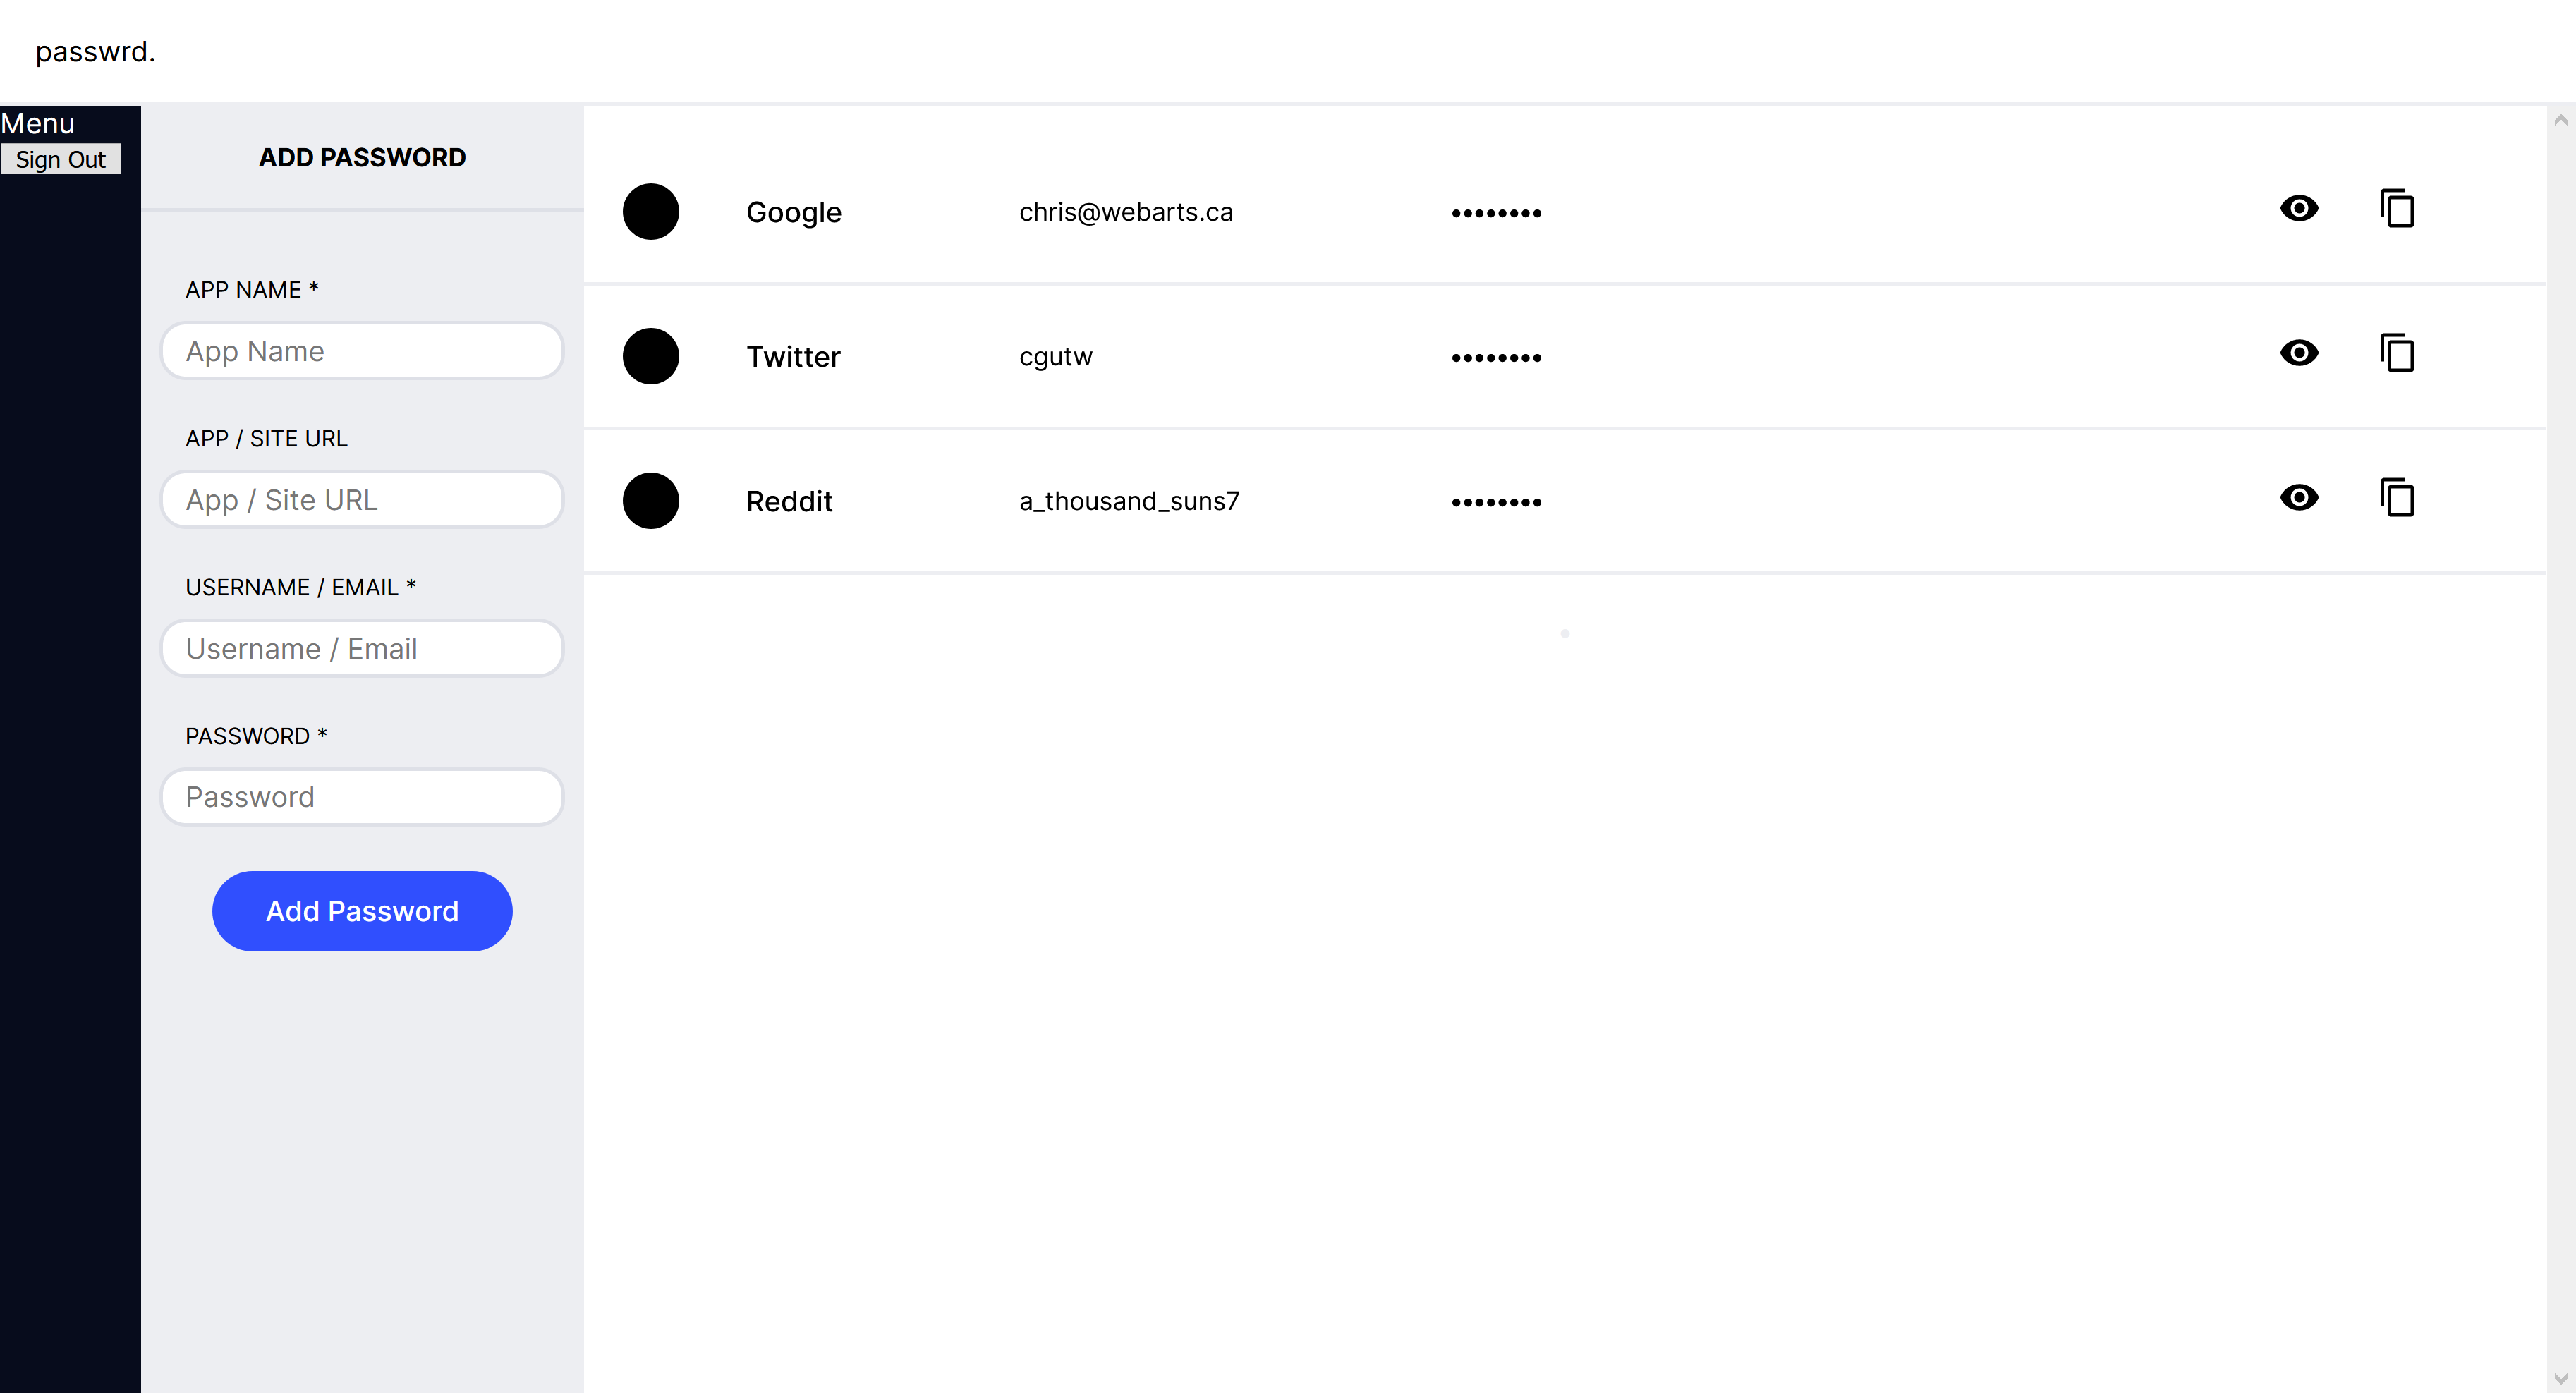 passwrd.
Menu
Sign Out
ADD PASSWORD
APP NAME *
App Name
APP / SITE URL
App / Site URL
USERNAME / EMAIL *
Username / Email
PASSWORD *
Password
Add Password
Google chris@webarts.ca ••••••••
Twitter cgutw ••••••••
Reddit a_thousand_suns7 ••••••••